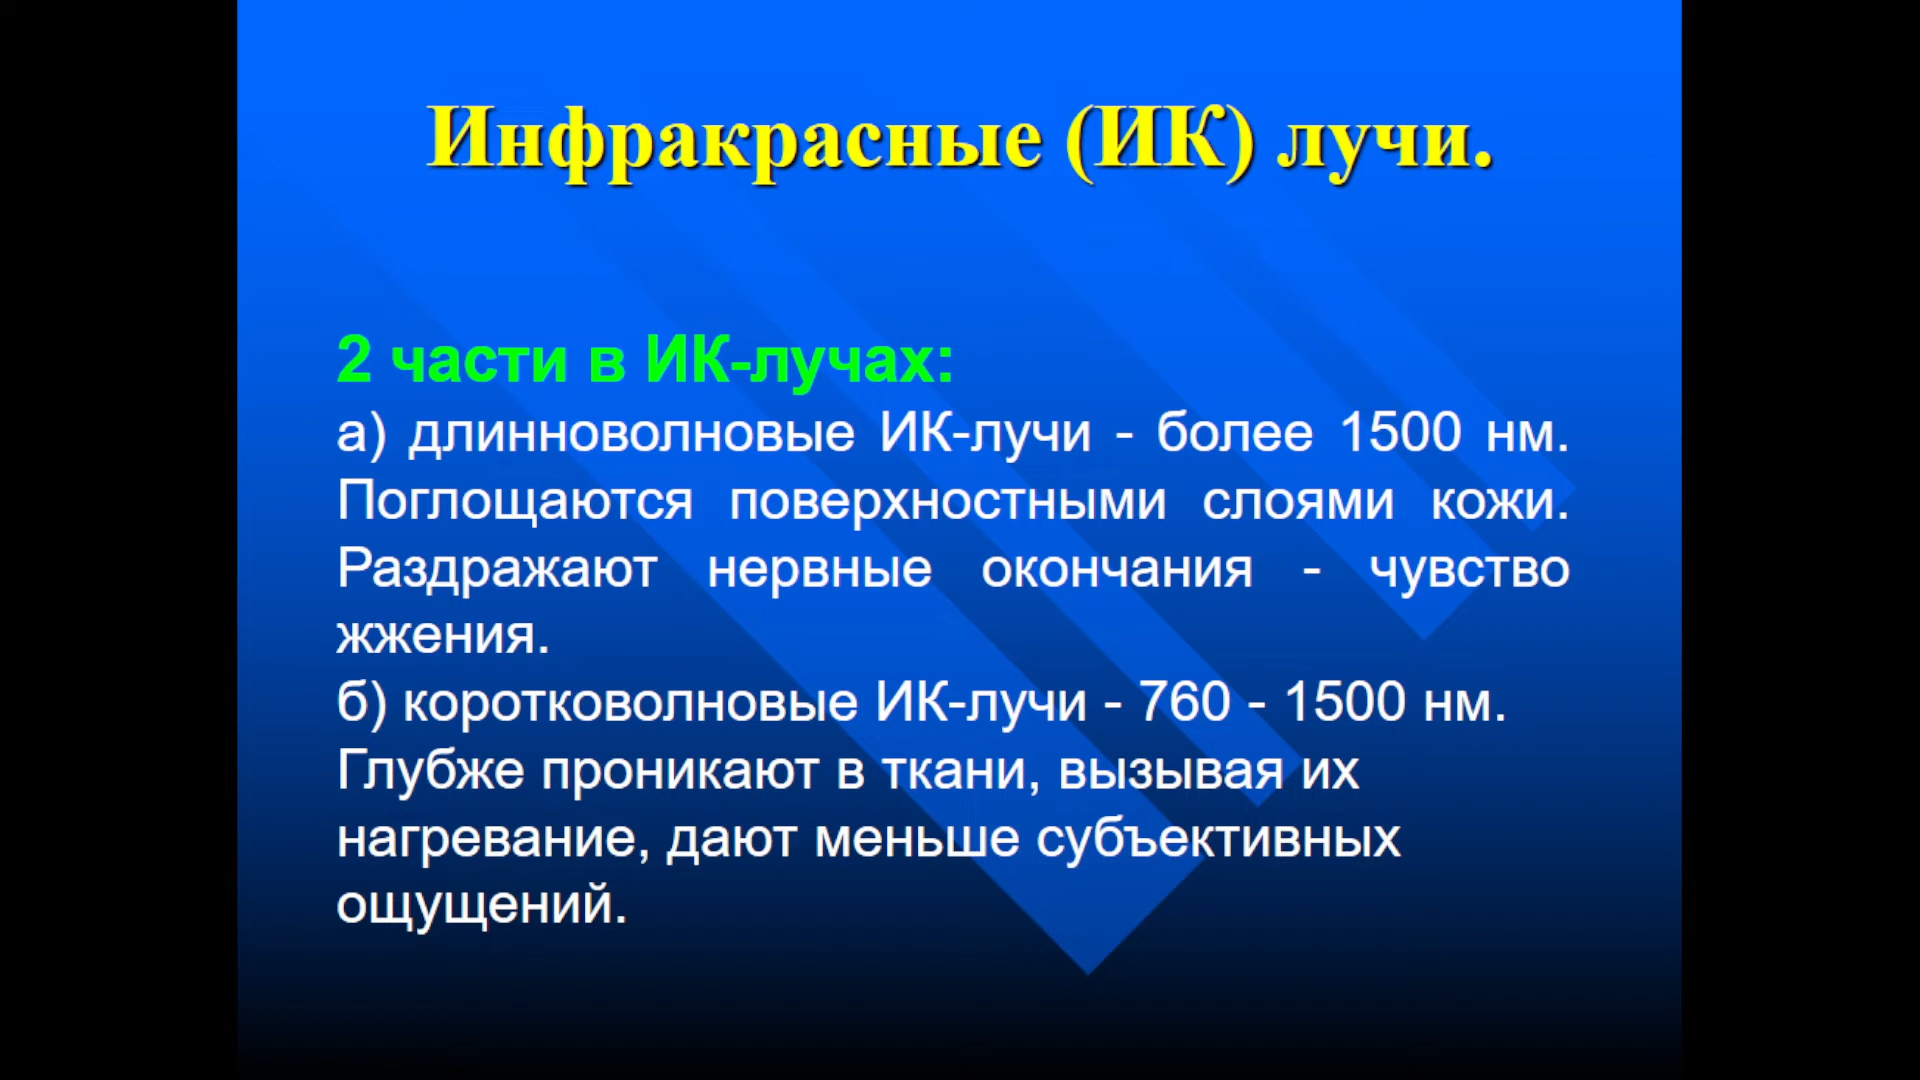 Инфракрасные (ИК) лучи.
2 части в ИК-лучах:
а) длинноволновые ИК-лучи - более 1500 нм.
Поглощаются поверхностными слоями кожи.
Раздражают нервные окончания - чувство
жжения.
б) коротковолновые ИК-лучи - 760 - 1500 нм.
Глубже проникают в ткани, вызывая их
нагревание, дают меньше субъективных
ощущений.